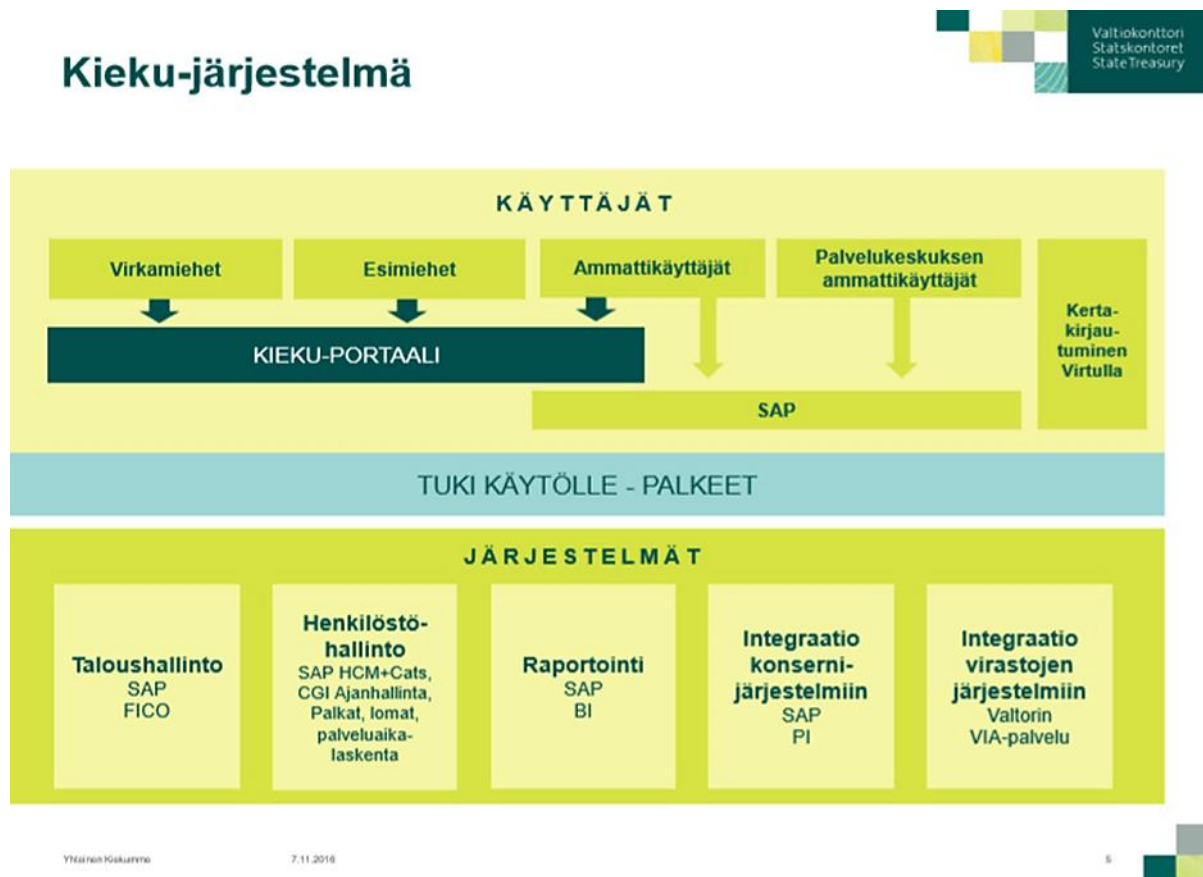 Kieku-järjestelmä
Valtiokonttori
Statskontoret
State Treasury
KÄYTTÄJÄT
Virkamiehet
Esimiehet
Ammattikäyttäjät
Palvelukeskuksen
ammattikäyttäjät
Kerta-
kirjau-
tuminen
Virtulla
KIEKU-PORTAALI
SAP
TUKI KÄYTÖLLE - PALKEET
JÄRJESTELMÄT
Taloushallinto
SAP
FICO
Henkilöstö-
hallinto
SAP HCM+Cats,
CGI Ajanhallinta,
Palkat, lomat,
palveluaika-
laskenta
Raportointi
SAP
BI
Integraatio
konserni-
järjestelmiin
SAP
PI
Integraatio
virastojen
järjestelmiin
Valtorin
VIA-palvelu
Yhteinen Kiekumme
7.11.2016
5